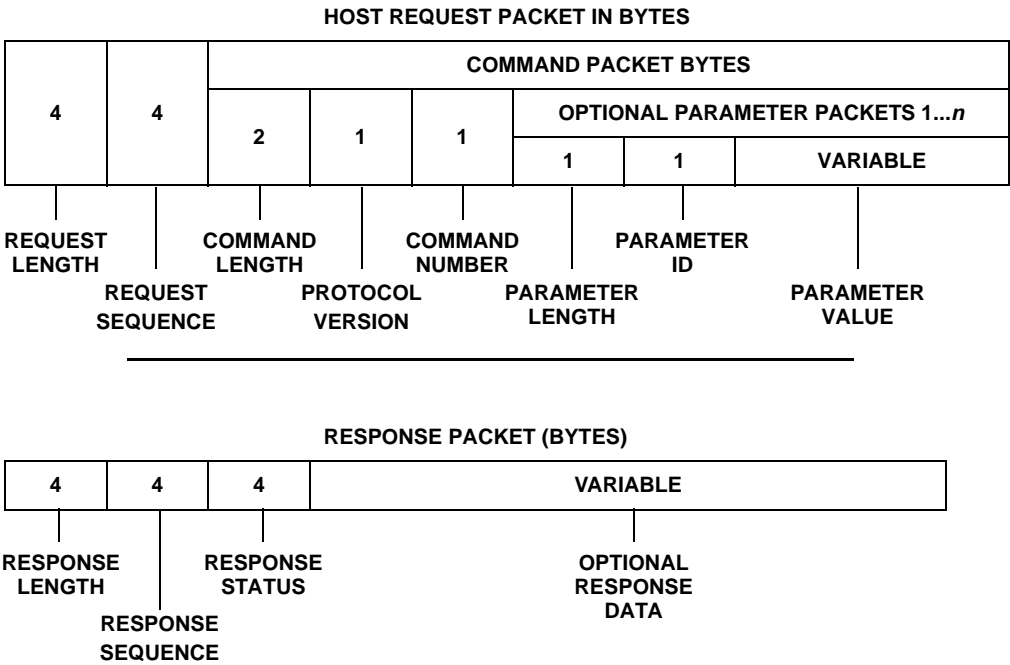 HOST REQUEST PACKET IN BYTES
COMMAND PACKET BYTES
4
4
2
1
1
OPTIONAL PARAMETER PACKETS 1...n
1
1
VARIABLE
REQUEST
LENGTH
REQUEST
SEQUENCE
COMMAND
LENGTH
PROTOCOL
VERSION
COMMAND
NUMBER
PARAMETER
LENGTH
PARAMETER
ID
PARAMETER
VALUE
RESPONSE PACKET (BYTES)
4
4
4
VARIABLE
RESPONSE
LENGTH
RESPONSE
SEQUENCE
RESPONSE
STATUS
OPTIONAL
RESPONSE
DATA